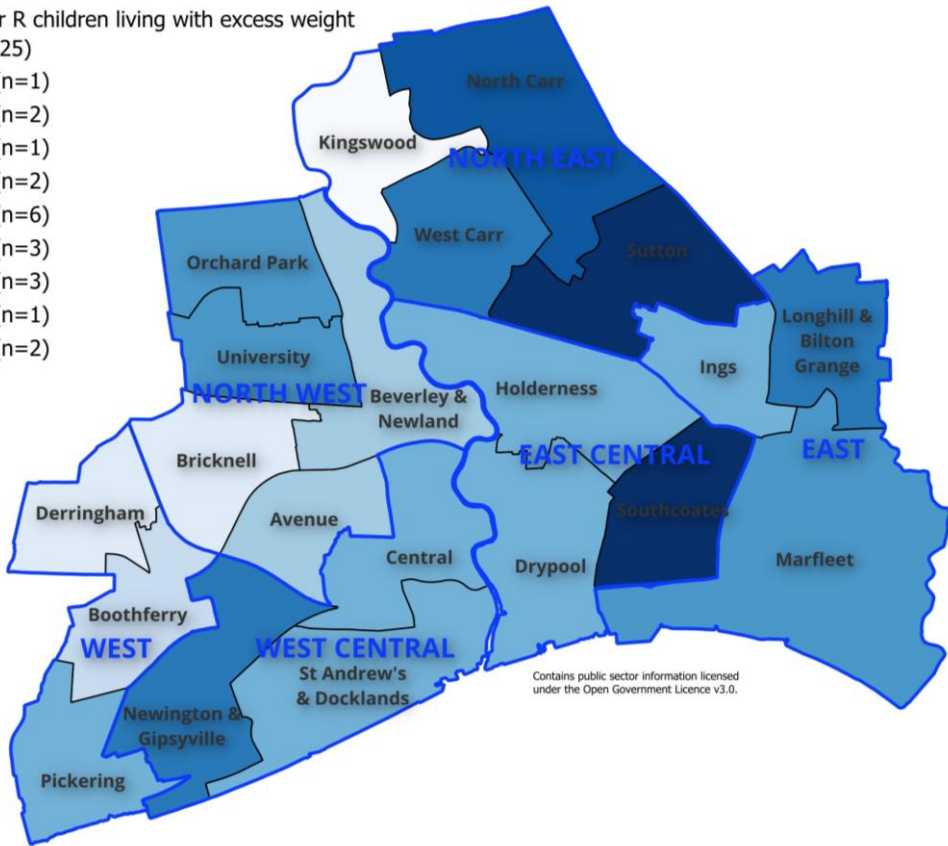 r R children living with excess weight
25)
n=1)
n=2)
n=1)
n=2)
n=6)
n=3)
n=3)
n=1)
n=2)
North Carr
Kingswood
NORTH EAST
West Carr
Sutton
Orchard Park
Longhill &
Bilton
Grange
University
Ings
NORTH WEST
Holderness
Beverley &
Newland
EAST CENTRAL
EAST
Bricknell
Derringham
Avenue
Southcoates
Central
Drypool
Marfleet
Boothferry
WEST
WEST CENTRAL
St Andrew's
& Docklands
Contains public sector information licensed
under the Open Government Licence v3.0.
Newington &
Gipsyville
Pickering